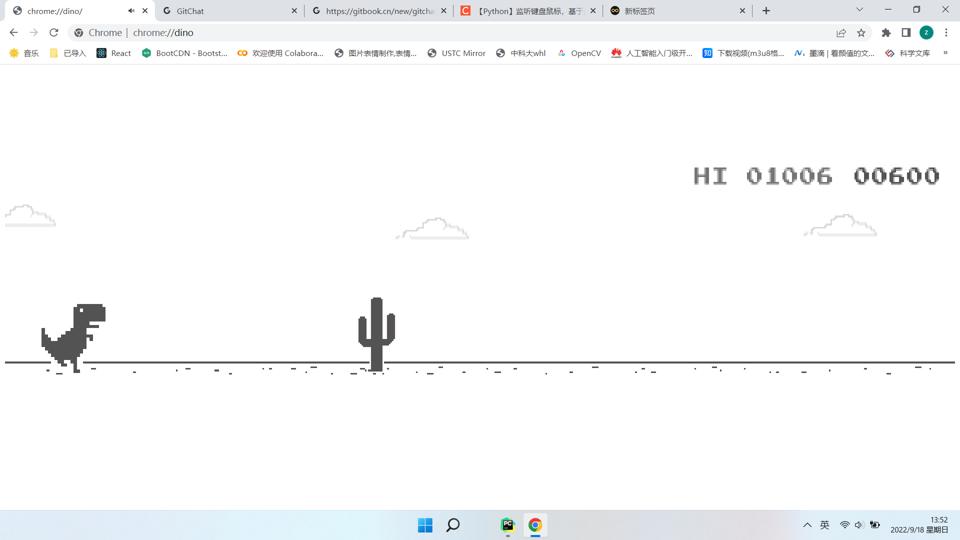 chrome://dino/
GitChat
https://gitbook.cn/new/gitcha
【Python】监听键盘鼠标，基于
新标签页
Chrome | chrome://dino
音乐
已导入
React
BootCDN - Bootst...
欢迎使用 Colabora...
图片表情制作,表情...
USTC Mirror
中科大whl
OpenCV
人工智能入门级开...
下载视频(m3u8格...
墨滴 | 看颜值的文...
科学文库
»
HI 01006 00600
英
13:52
2022/9/18 星期日